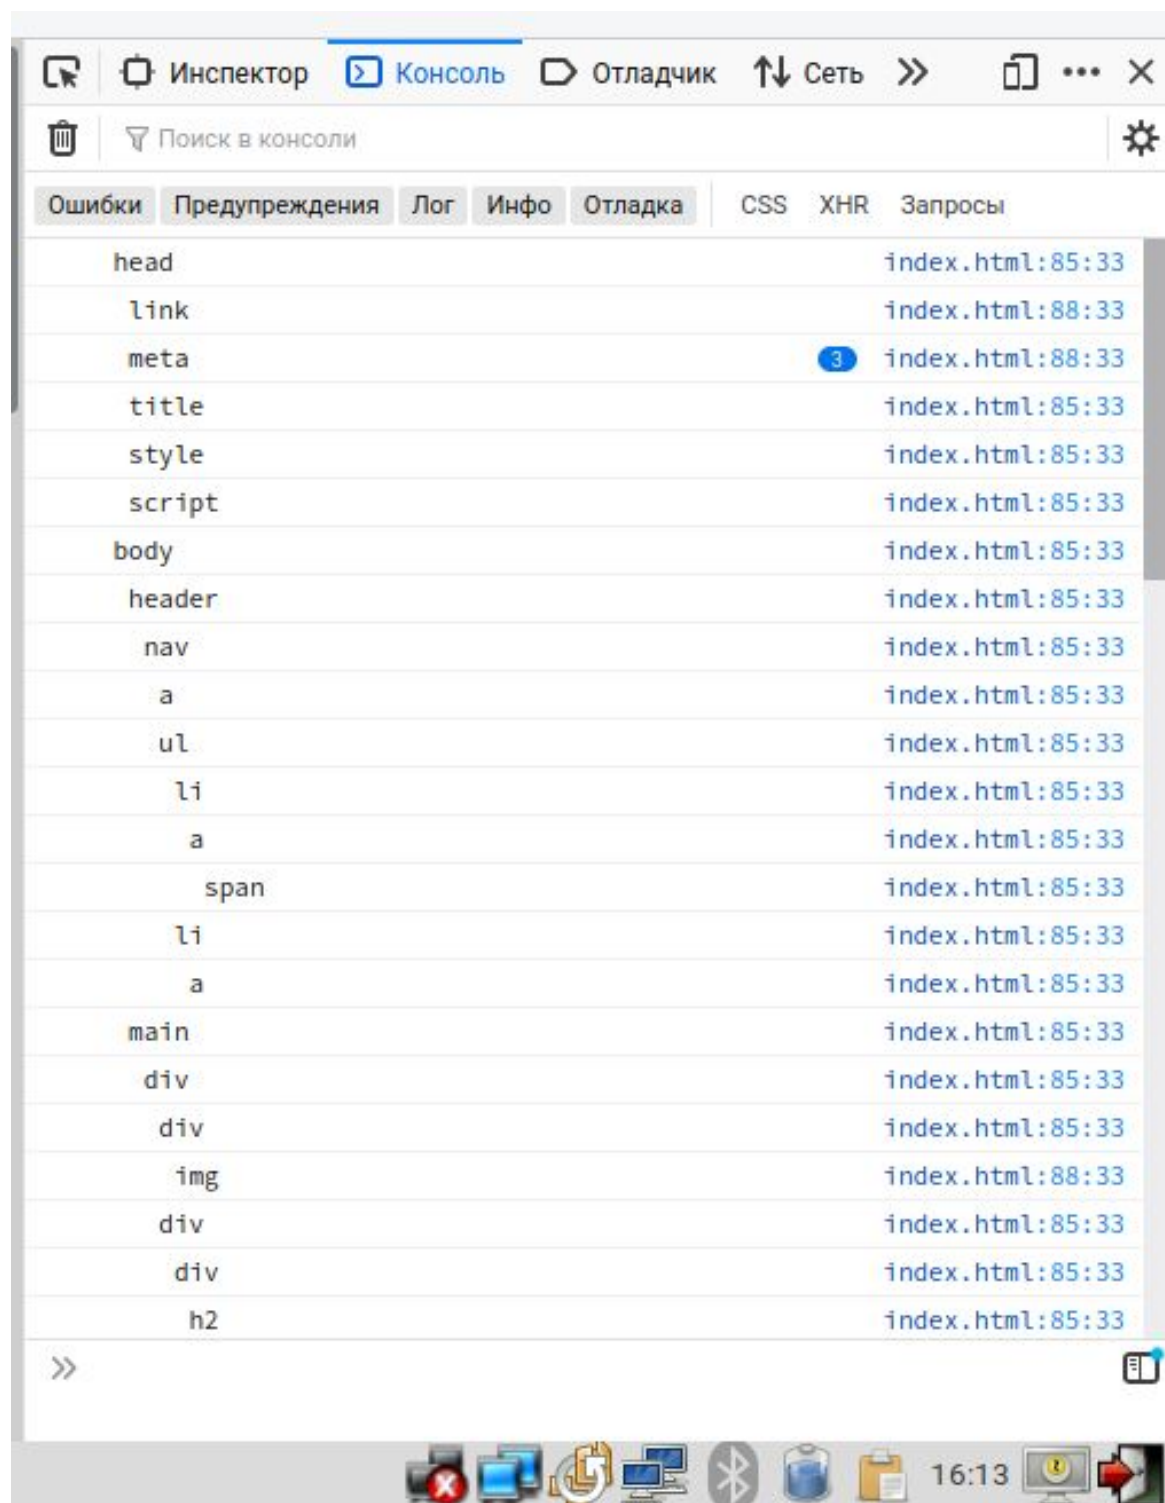 Инспектор Консоль Отладчик Сеть
Поиск в консоли
Ошибки Предупреждения Лог Инфо Отладка CSS XHR Запросы
head index.html:85:33
link index.html:88:33
meta 3 index.html:88:33
title index.html:85:33
style index.html:85:33
script index.html:85:33
body index.html:85:33
header index.html:85:33
nav index.html:85:33
a index.html:85:33
ul index.html:85:33
li index.html:85:33
a index.html:85:33
span index.html:85:33
li index.html:85:33
a index.html:85:33
main index.html:85:33
div index.html:85:33
div index.html:85:33
img index.html:88:33
div index.html:85:33
div index.html:85:33
h2 index.html:85:33
16:13